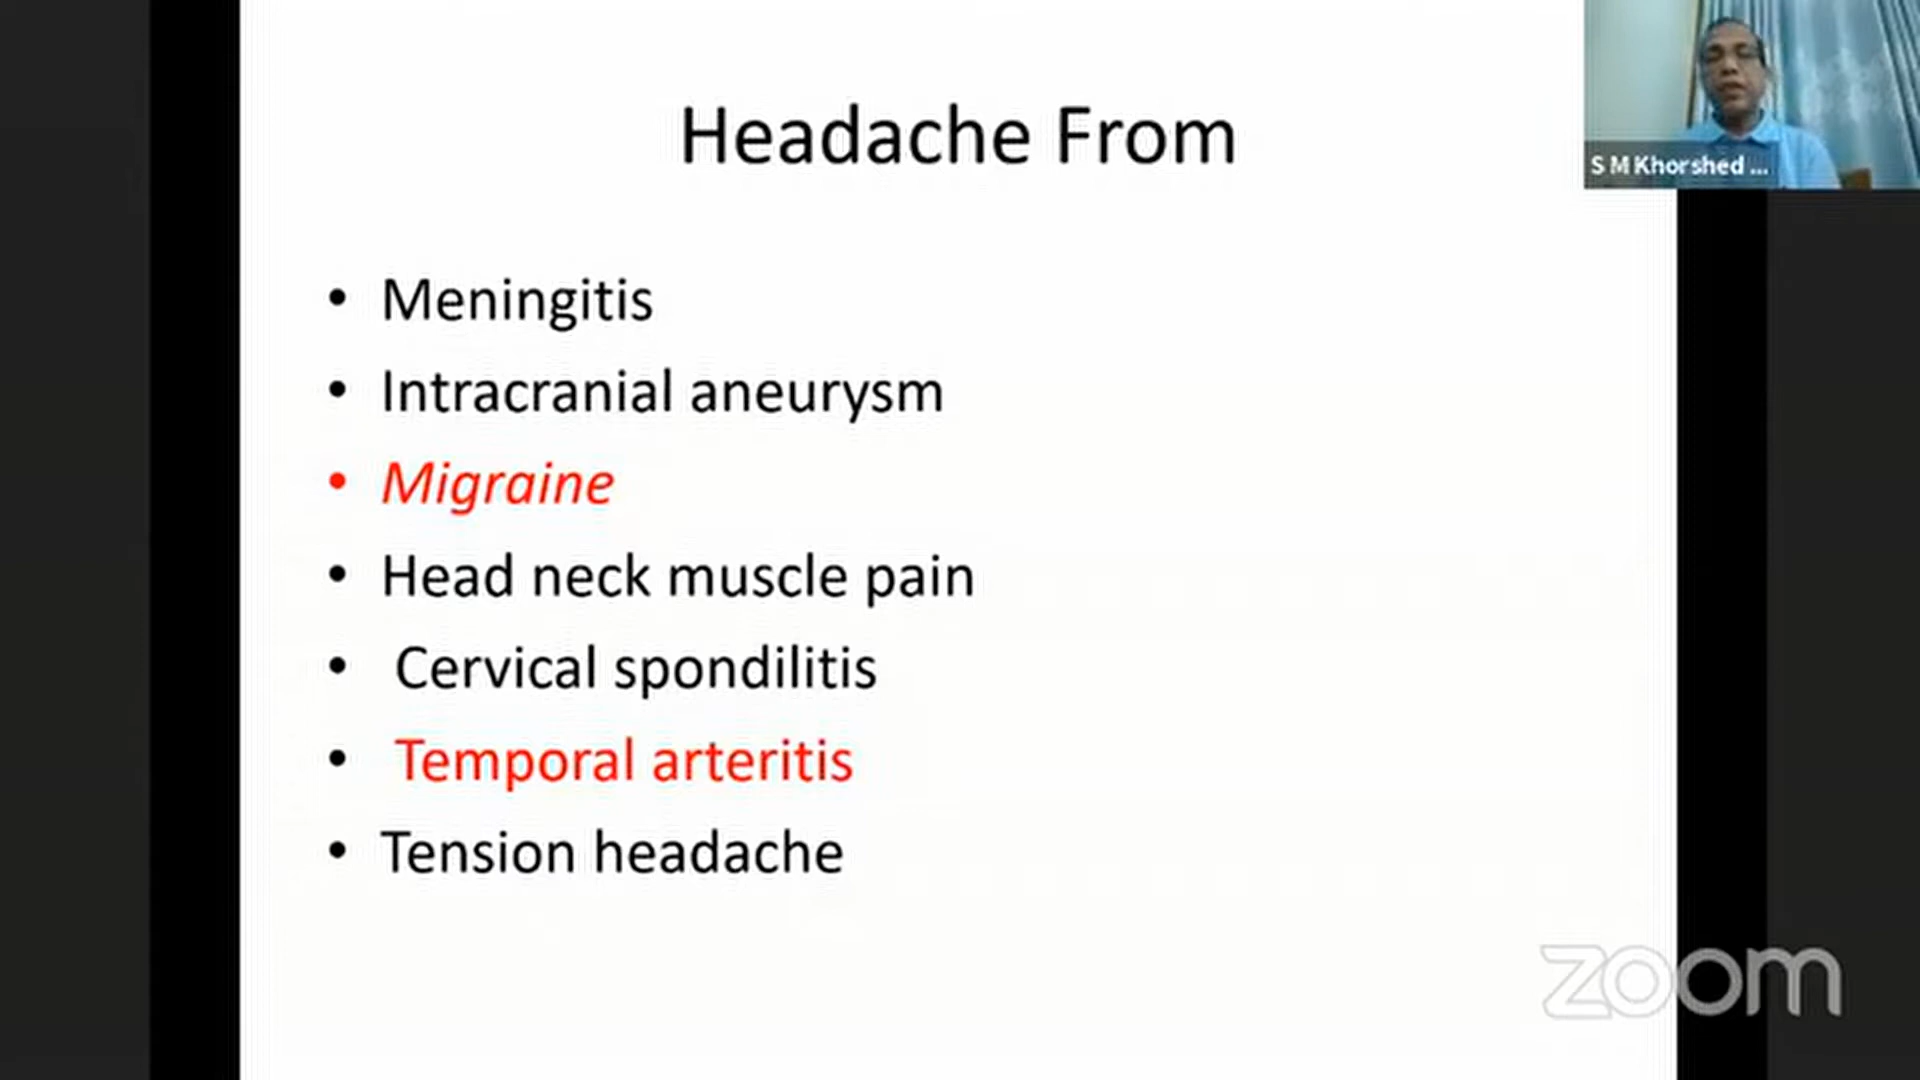 Headache From
S M Khorshed ...
• Meningitis
• Intracranial aneurysm
• Migraine
• Head neck muscle pain
• Cervical spondilitis
• Temporal arteritis
• Tension headache
zoom